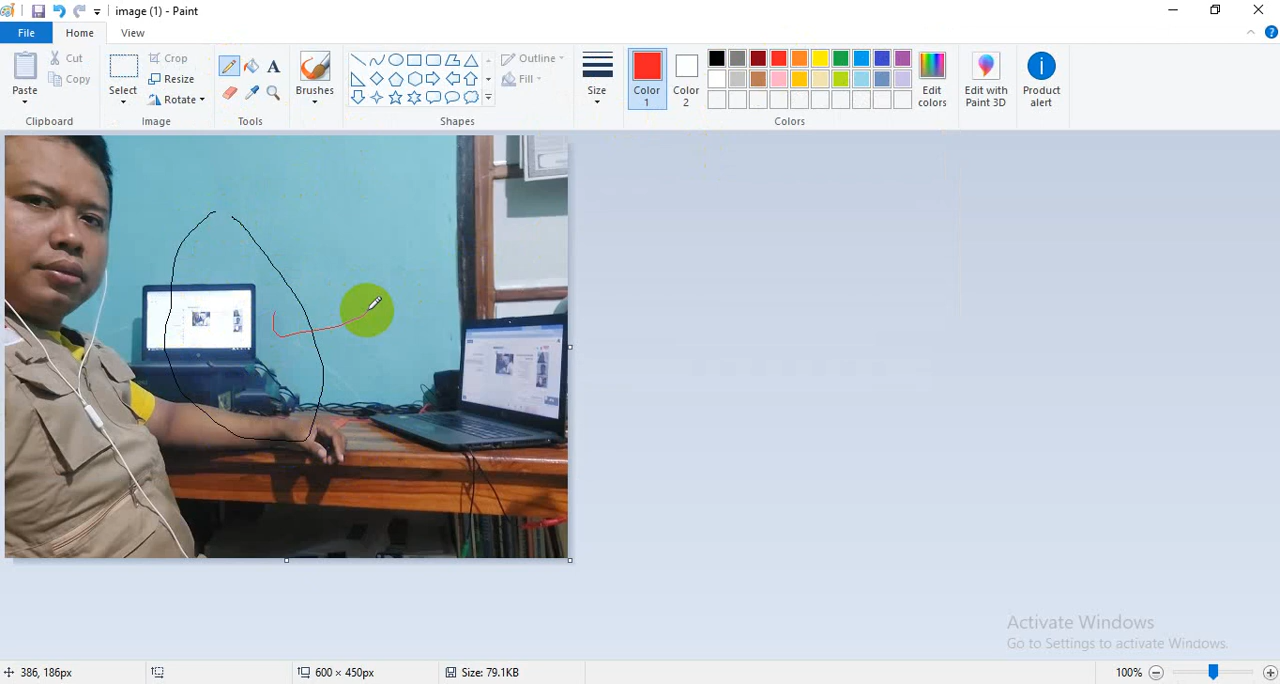 image (1) - Paint
File Home View
Paste
Cut
Copy
Clipboard
Select
Crop
Resize
Rotate
Image
A
Tools
Brushes
Outline
Fill
Shapes
Size
Color 1
Color 2
Edit colors
Colors
Edit with Paint 3D
Product alert
Activate Windows
Go to Settings to activate Windows.
386, 186px
600 × 450px
Size: 79.1KB
100%